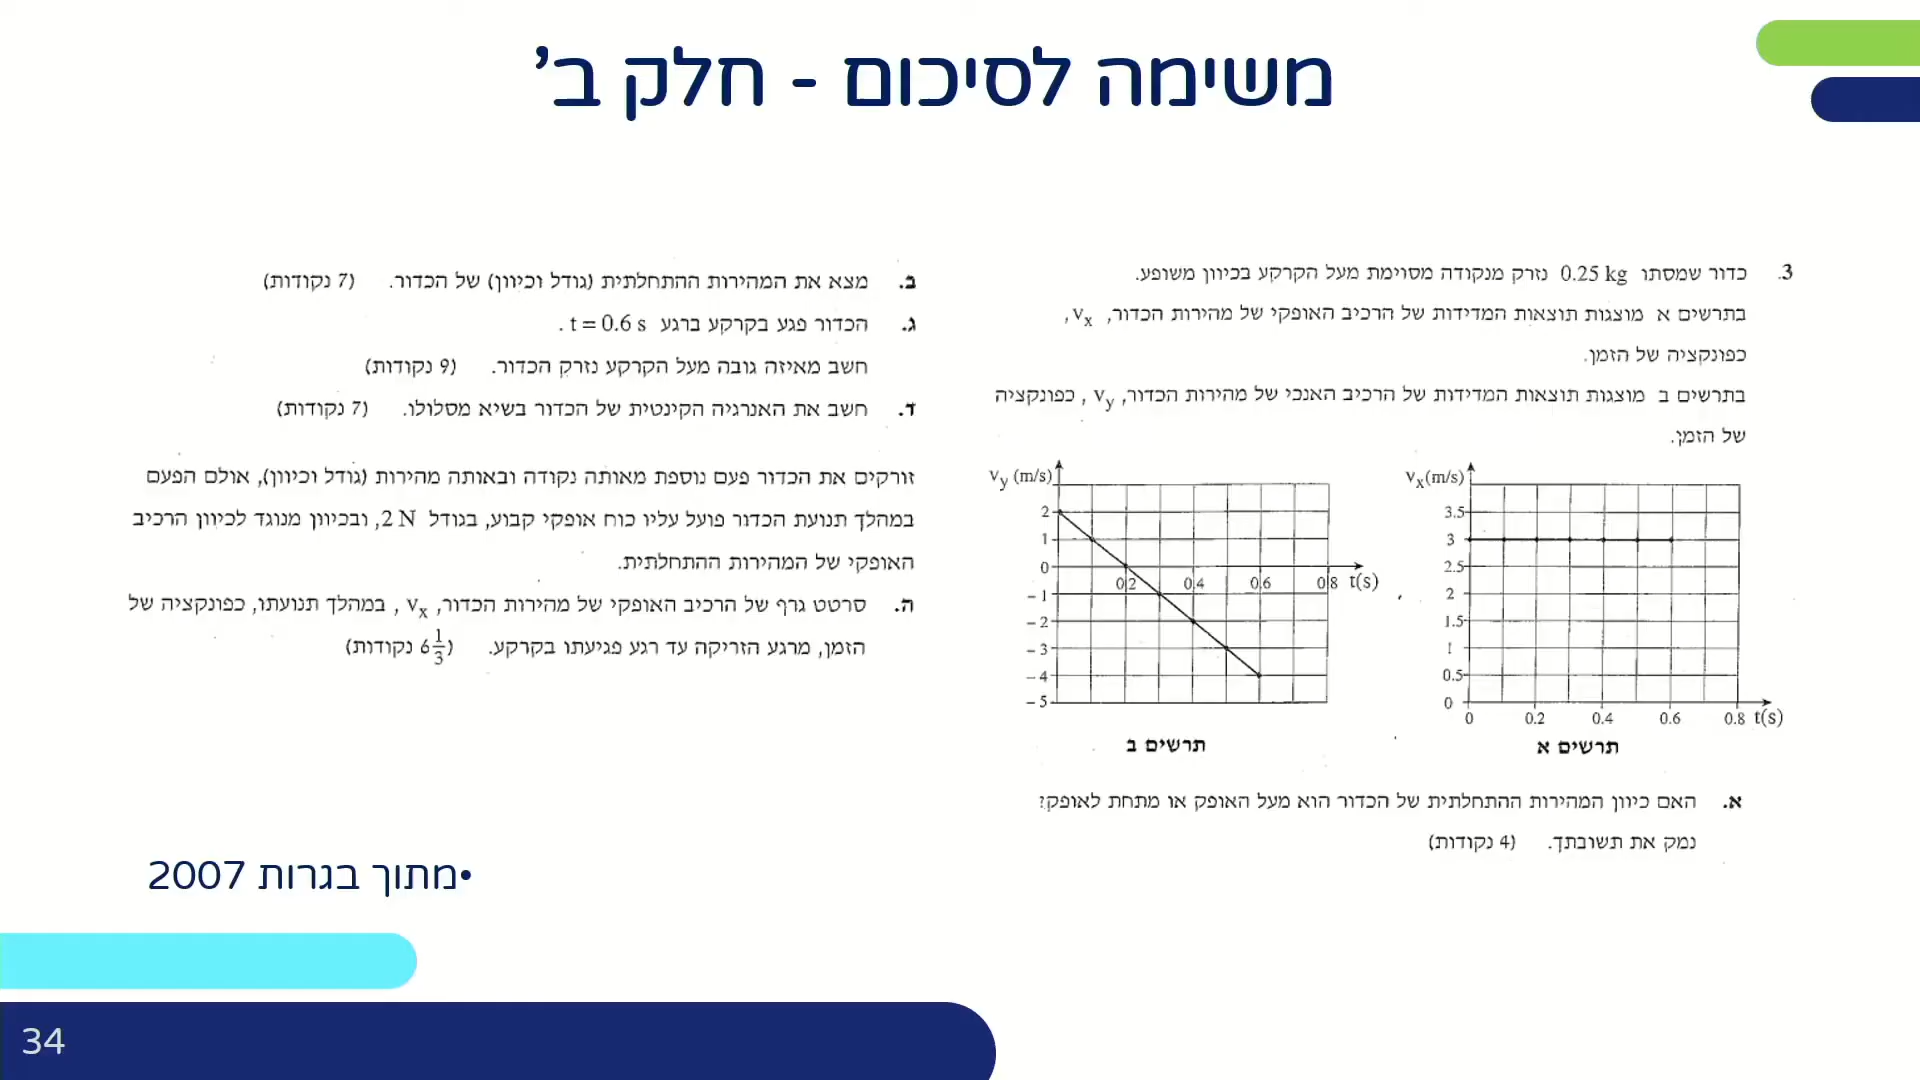 משימה לסיכום - חלק ב'
3. כדור שמסתו 0.25 kg נזרק מנקודה מסוימת מעל הקרקע בכיוון משופע.
בתרשים א מוצגות תוצאות המדידות של הרכיב האופקי של מהירות הכדור, vx,
כפונקציה של הזמן.
בתרשים ב מוצגות תוצאות המדידות של הרכיב האנכי של מהירות הכדור, vy , כפונקציה
של הזמן.
vx(m/s)
3.5
3
2.5
2
1.5
1
0.5
0
0 0.2 0.4 0.6 0.8 t(s)
תרשים א
vy (m/s)
2
1
0
0.2 0.4 0.6 0.8 t(s)
-1
-2
-3
-4
-5
תרשים ב
א. האם כיוון המהירות ההתחלתית של הכדור הוא מעל האופק או מתחת לאופק?
נמק את תשובתך. (4 נקודות)
ב. מצא את המהירות ההתחלתית (גודל וכיוון) של הכדור. (7 נקודות)
ג. הכדור פגע בקרקע ברגע t = 0.6 s .
חשב מאיזה גובה מעל הקרקע נזרק הכדור. (9 נקודות)
ד. חשב את האנרגיה הקינטית של הכדור בשיא מסלולו. (7 נקודות)
זורקים את הכדור פעם נוספת מאותה נקודה ובאותה מהירות (גודל וכיוון), אולם הפעם
במהלך תנועת הכדור פועל עליו כוח אופקי קבוע, בגודל 2 N, ובכיוון מנוגד לכיוון הרכיב
האופקי של המהירות ההתחלתית.
ה. סרטט גרף של הרכיב האופקי של מהירות הכדור, vx , במהלך תנועתו, כפונקציה של
הזמן, מרגע הזריקה עד רגע פגיעתו בקרקע. (6 1/3 נקודות)
•מתוך בגרות 2007
34